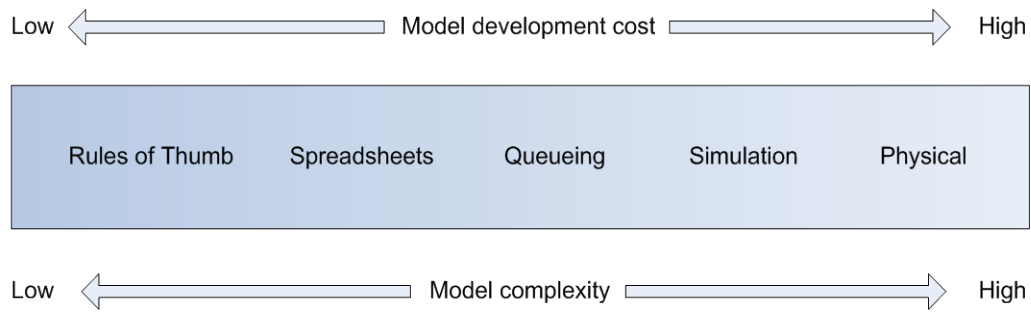 Low Model development cost High
Rules of Thumb Spreadsheets Queueing Simulation Physical
Low Model complexity High